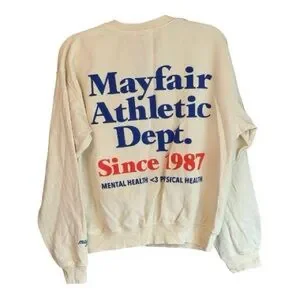 Mayfair
Athletic
Dept.
Since 1987
MENTAL HEALTH <3 PHYSICAL HEALTH